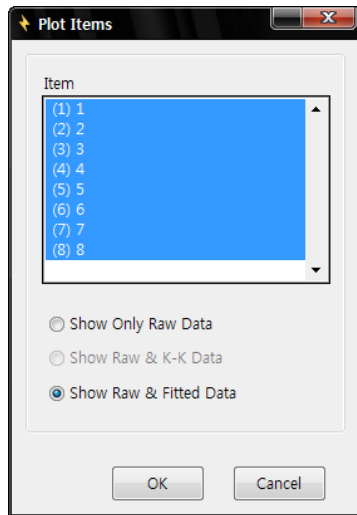 Plot Items
Item
(1) 1
(2) 2
(3) 3
(4) 4
(5) 5
(6) 6
(7) 7
(8) 8
Show Only Raw Data
Show Raw & K-K Data
Show Raw & Fitted Data
OK
Cancel